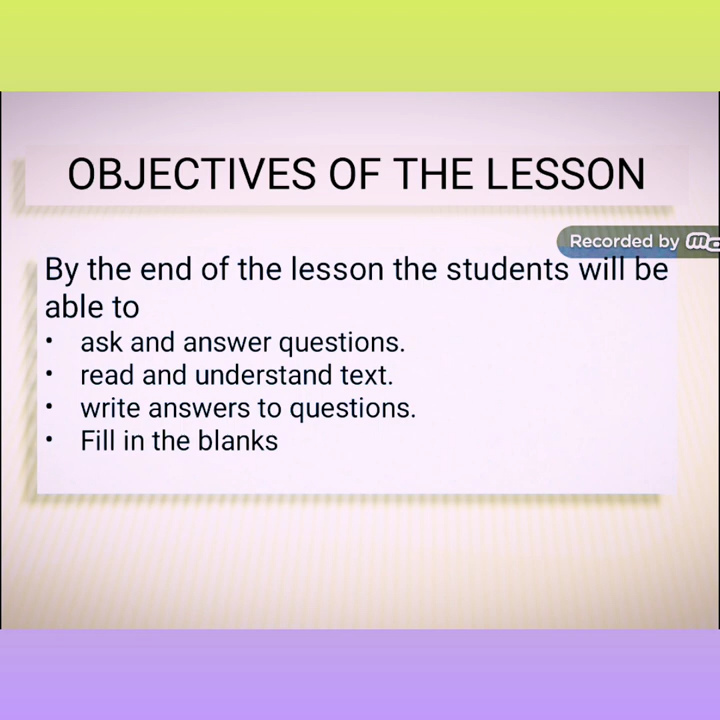 OBJECTIVES OF THE LESSON
Recorded by
By the end of the lesson the students will be
able to
• ask and answer questions.
• read and understand text.
• write answers to questions.
• Fill in the blanks